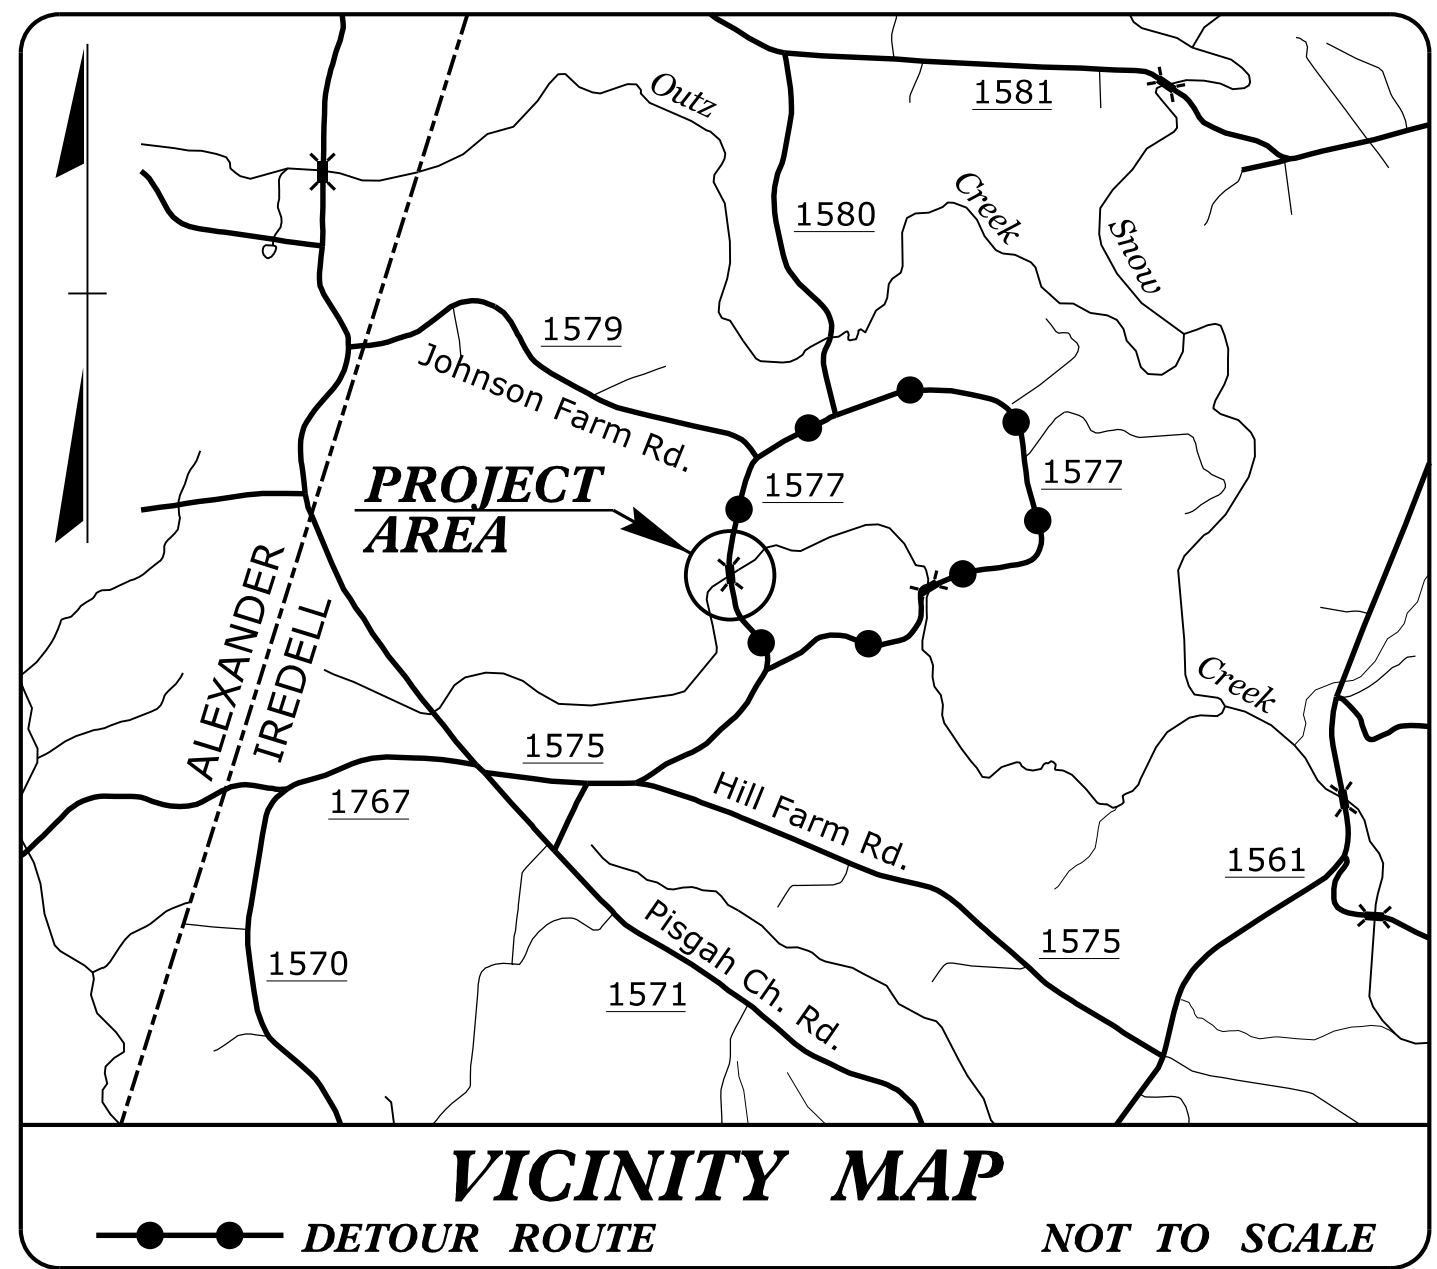 Outz
1581
1580
Creek
Snow
1579
Johnson Farm Rd.
PROJECT
AREA
1577
1577
ALEXANDER
IREDELL
Creek
1575
1767
Hill Farm Rd.
1561
Pisgah Ch. Rd.
1575
1570
1571
VICINITY MAP
DETOUR ROUTE
NOT TO SCALE